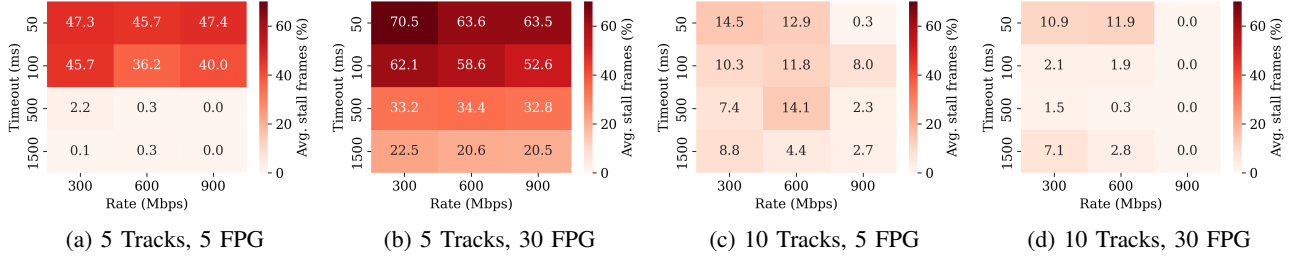 Timeout (ms)
50 47.3 45.7 47.4
100 45.7 36.2 40.0
500 2.2 0.3 0.0
1500 0.1 0.3 0.0
300 600 900
Rate (Mbps)
60
40
20
0
Avg. stall frames (%)
(a) 5 Tracks, 5 FPG
Timeout (ms)
50 70.5 63.6 63.5
100 62.1 58.6 52.6
500 33.2 34.4 32.8
1500 22.5 20.6 20.5
300 600 900
Rate (Mbps)
60
40
20
0
Avg. stall frames (%)
(b) 5 Tracks, 30 FPG
Timeout (ms)
50 14.5 12.9 0.3
100 10.3 11.8 8.0
500 7.4 14.1 2.3
1500 8.8 4.4 2.7
300 600 900
Rate (Mbps)
60
40
20
0
Avg. stall frames (%)
(c) 10 Tracks, 5 FPG
Timeout (ms)
50 10.9 11.9 0.0
100 2.1 1.9 0.0
500 1.5 0.3 0.0
1500 7.1 2.8 0.0
300 600 900
Rate (Mbps)
60
40
20
0
Avg. stall frames (%)
(d) 10 Tracks, 30 FPG